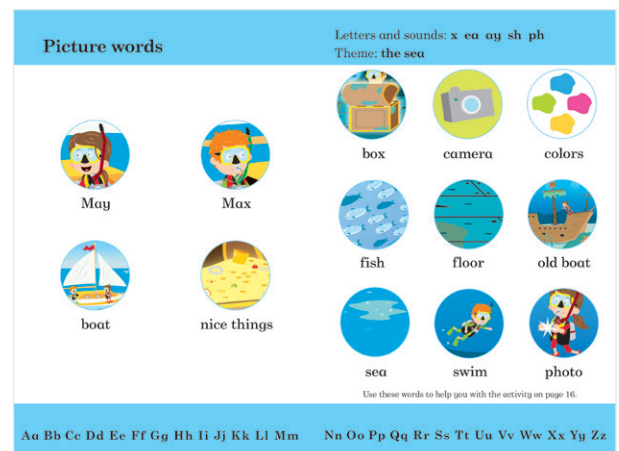 Picture words
Letters and sounds: x ea ay sh ph
Theme: the sea
May
Max
boat
nice things
box
camera
colors
fish
floor
old boat
sea
swim
photo
Use these words to help you with the activity on page 16.
Aa Bb Cc Dd Ee Ff Gg Hh Ii Jj Kk Ll Mm
Nn Oo Pp Qq Rr Ss Tt Uu Vv Ww Xx Yy Zz